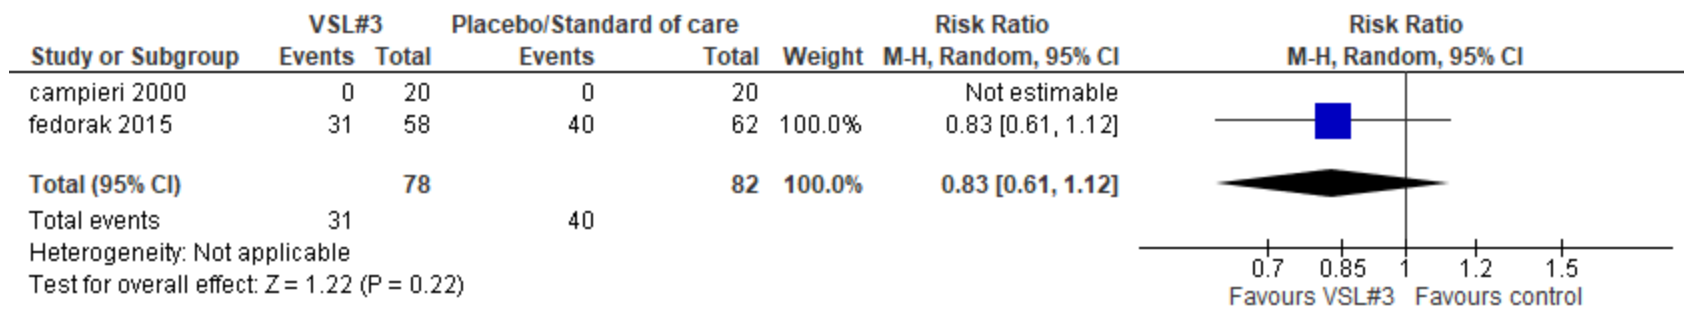 VSL#3 Placebo/Standard of care Risk Ratio Risk Ratio
Study or Subgroup Events Total Events Total Weight M-H, Random, 95% CI M-H, Random, 95% CI
campieri 2000 0 20 0 20 Not estimable
fedorak 2015 31 58 40 62 100.0% 0.83 [0.61, 1.12]
Total (95% CI) 78 82 100.0% 0.83 [0.61, 1.12]
Total events 31 40
Heterogeneity: Not applicable
Test for overall effect: Z = 1.22 (P = 0.22)
0.7 0.85 1 1.2 1.5
Favours VSL#3 Favours control